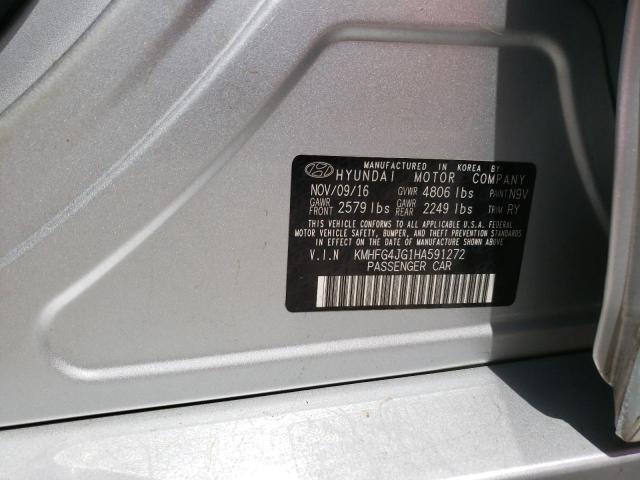 MANUFACTURED IN KOREA BY-
HYUNDAI MOTOR COMPANY
NOV/09/16 GVWR 4806 lbs PAINT N9V
GAWR FRONT 2579 lbs GAWR REAR 2249 lbs TRIM RY
THIS VEHICLE CONFORMS TO ALL APPLICABLE U.S.A. FEDERAL
MOTOR VEHICLE SAFETY, BUMPER, AND THEFT PREVENTION STANDARDS
IN EFFECT ON THE DATE OF MANUFACTURE SHOWN ABOVE.
V.I.N KMHFG4JG1HA591272
PASSENGER CAR